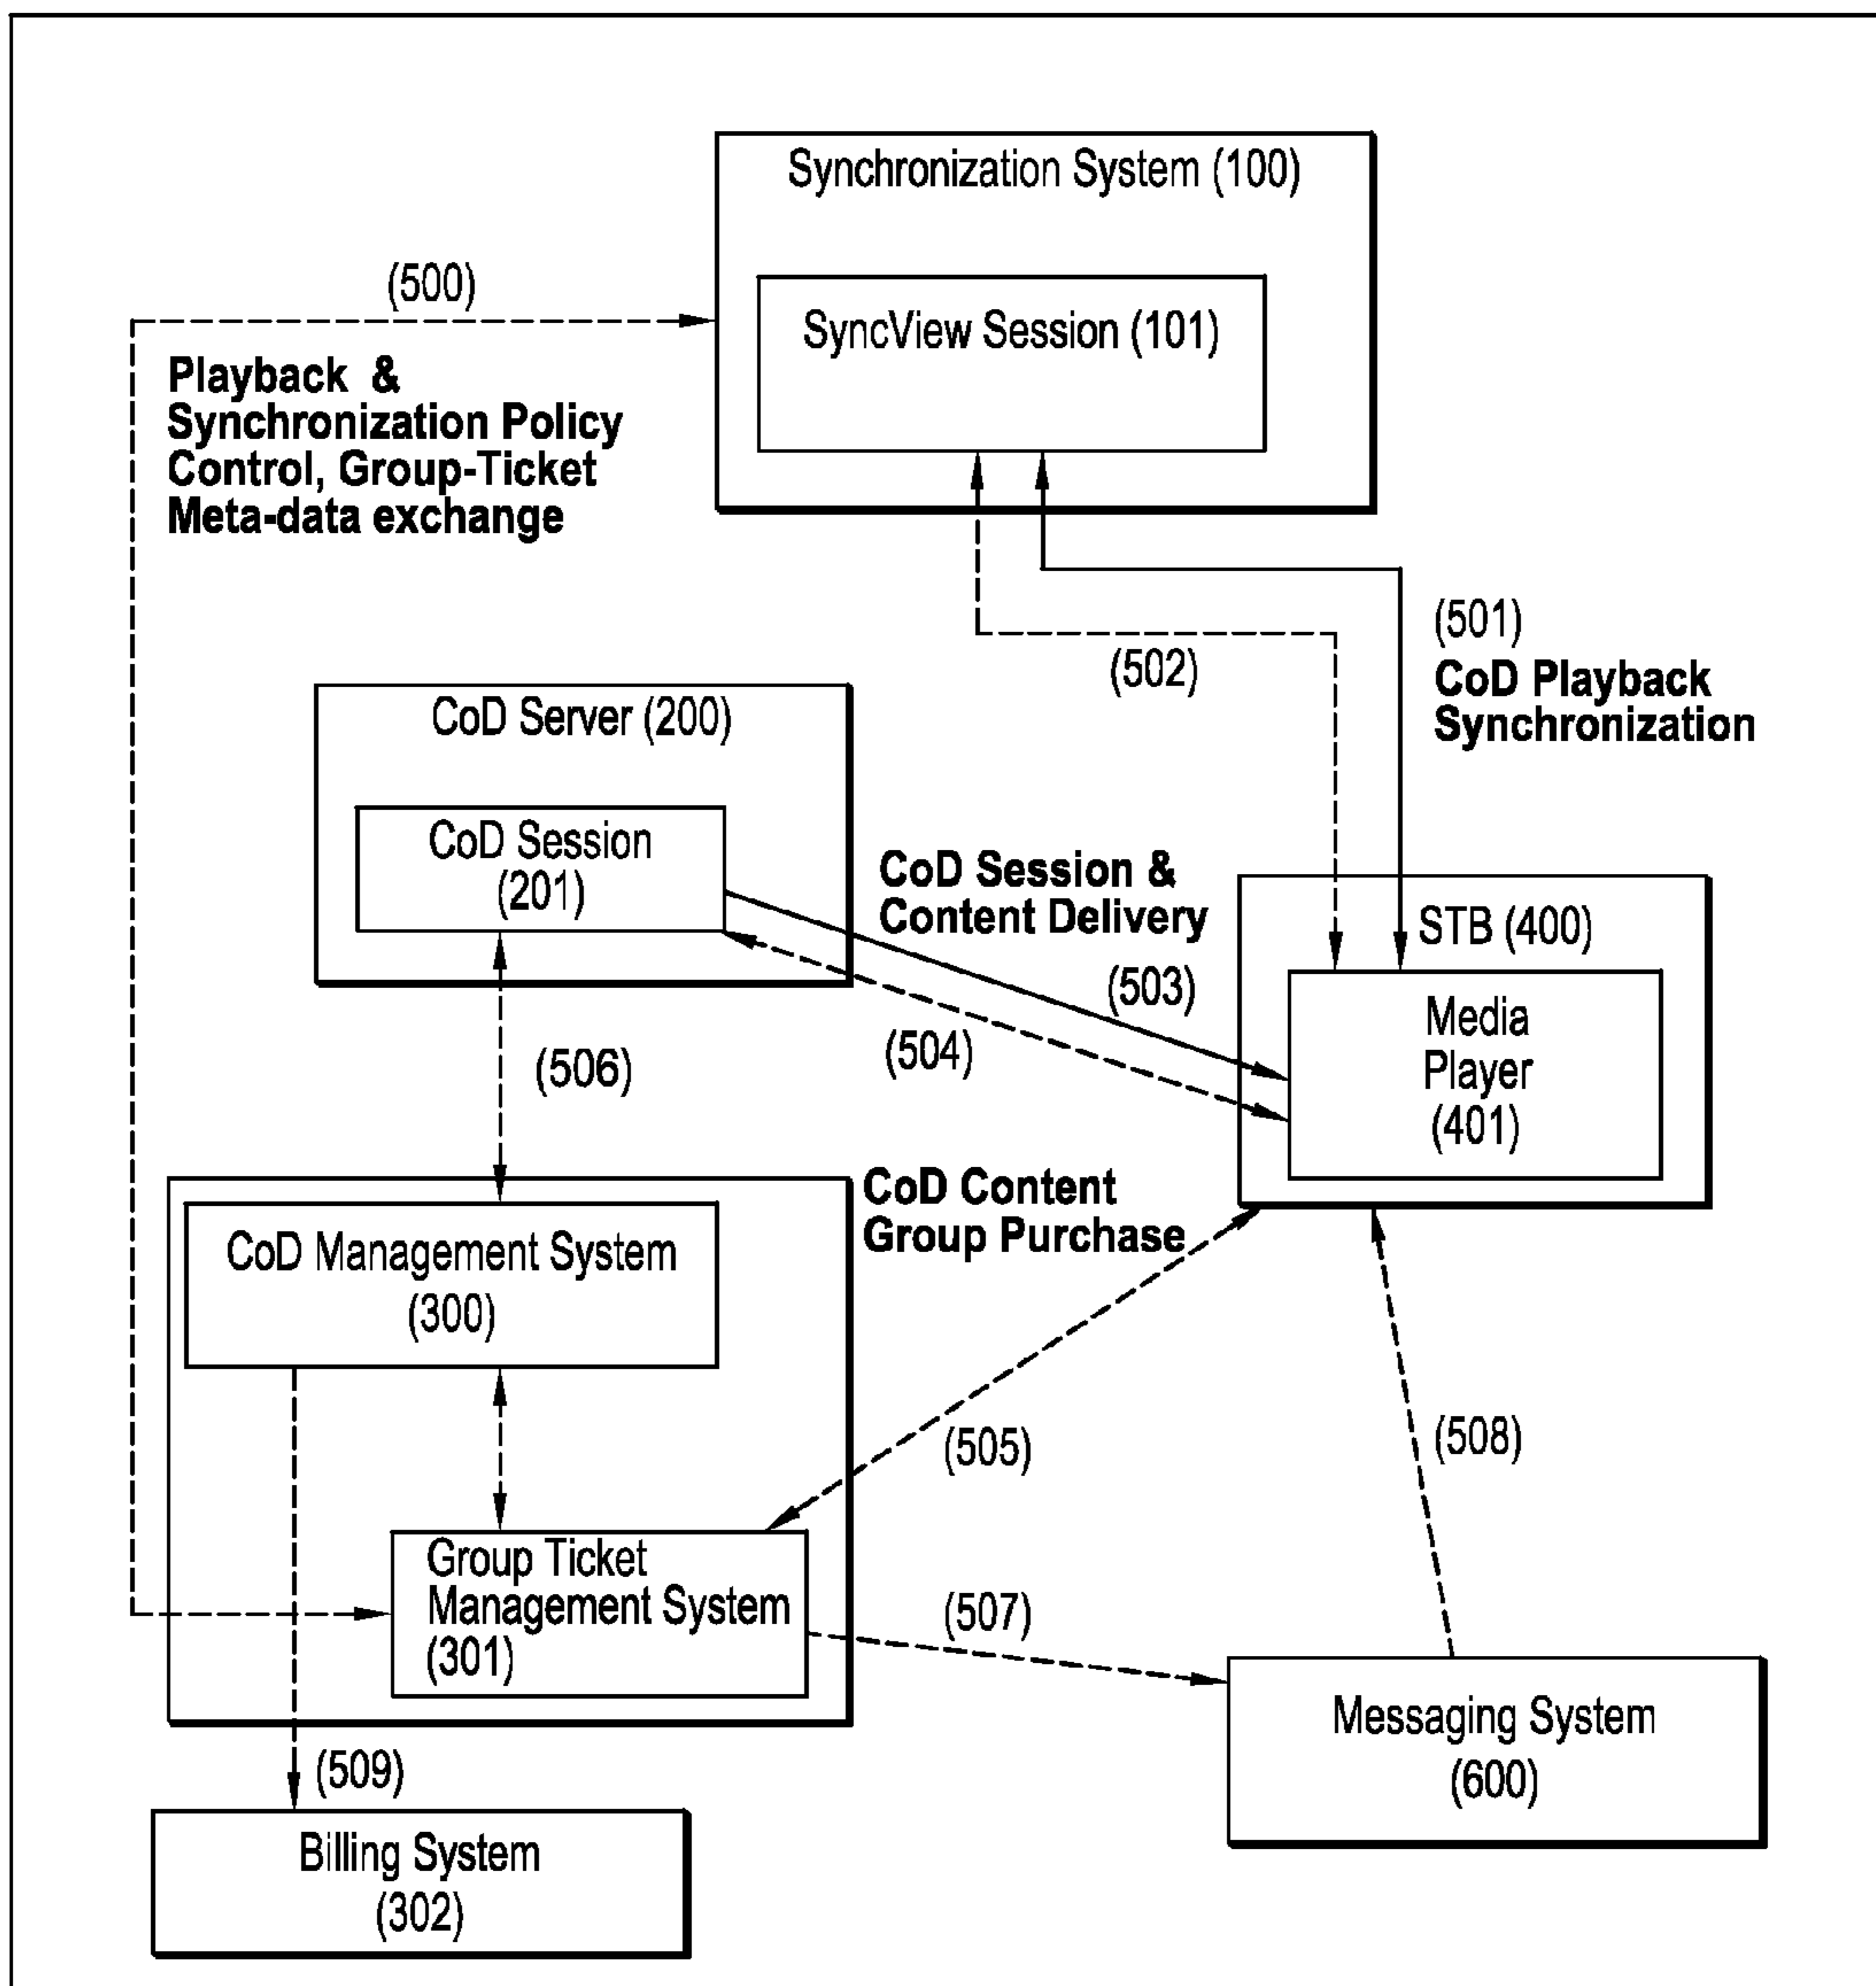 Synchronization System (100)
SyncView Session (101)
(500)
Playback &
Synchronization Policy
Control, Group-Ticket
Meta-data exchange
(501)
CoD Playback
Synchronization
(502)
CoD Server (200)
CoD Session
(201)
CoD Session &
Content Delivery
(503)
(504)
STB (400)
Media
Player
(401)
(506)
CoD Content
Group Purchase
CoD Management System
(300)
(505)
(508)
Group Ticket
Management System
(301)
(507)
Messaging System
(600)
(509)
Billing System
(302)